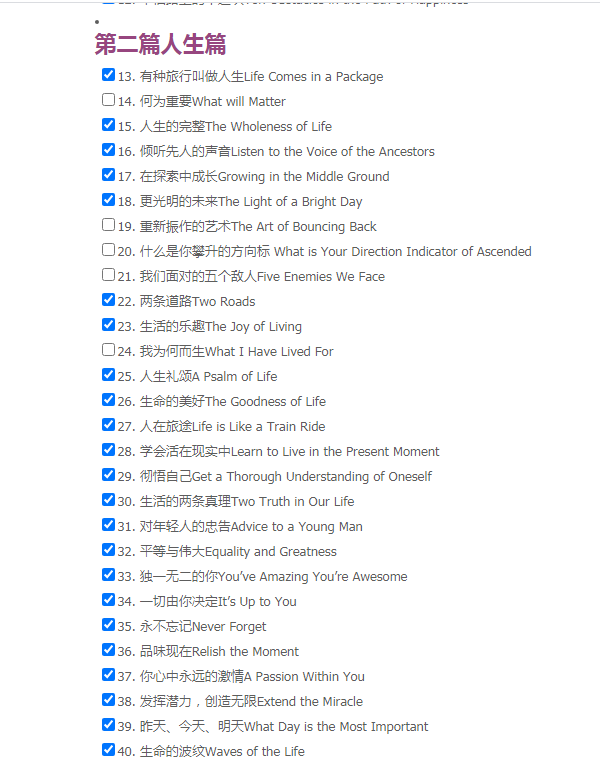 第二篇人生篇
13. 有种旅行叫做人生Life Comes in a Package
14. 何为重要What will Matter
15. 人生的完整The Wholeness of Life
16. 倾听先人的声音Listen to the Voice of the Ancestors
17. 在探索中成长Growing in the Middle Ground
18. 更光明的未来The Light of a Bright Day
19. 重新振作的艺术The Art of Bouncing Back
20. 什么是你攀升的方向标 What is Your Direction Indicator of Ascended
21. 我们面对的五个敌人Five Enemies We Face
22. 两条道路Two Roads
23. 生活的乐趣The Joy of Living
24. 我为何而生What I Have Lived For
25. 人生礼颂A Psalm of Life
26. 生命的美好The Goodness of Life
27. 人在旅途Life is Like a Train Ride
28. 学会活在现实中Learn to Live in the Present Moment
29. 彻悟自己Get a Thorough Understanding of Oneself
30. 生活的两条真理Two Truth in Our Life
31. 对年轻人的忠告Advice to a Young Man
32. 平等与伟大Equality and Greatness
33. 独一无二的你You’ve Amazing You’re Awesome
34. 一切由你决定It’s Up to You
35. 永不忘记Never Forget
36. 品味现在Relish the Moment
37. 你心中永远的激情A Passion Within You
38. 发挥潜力，创造无限Extend the Miracle
39. 昨天、今天、明天What Day is the Most Important
40. 生命的波纹Waves of the Life